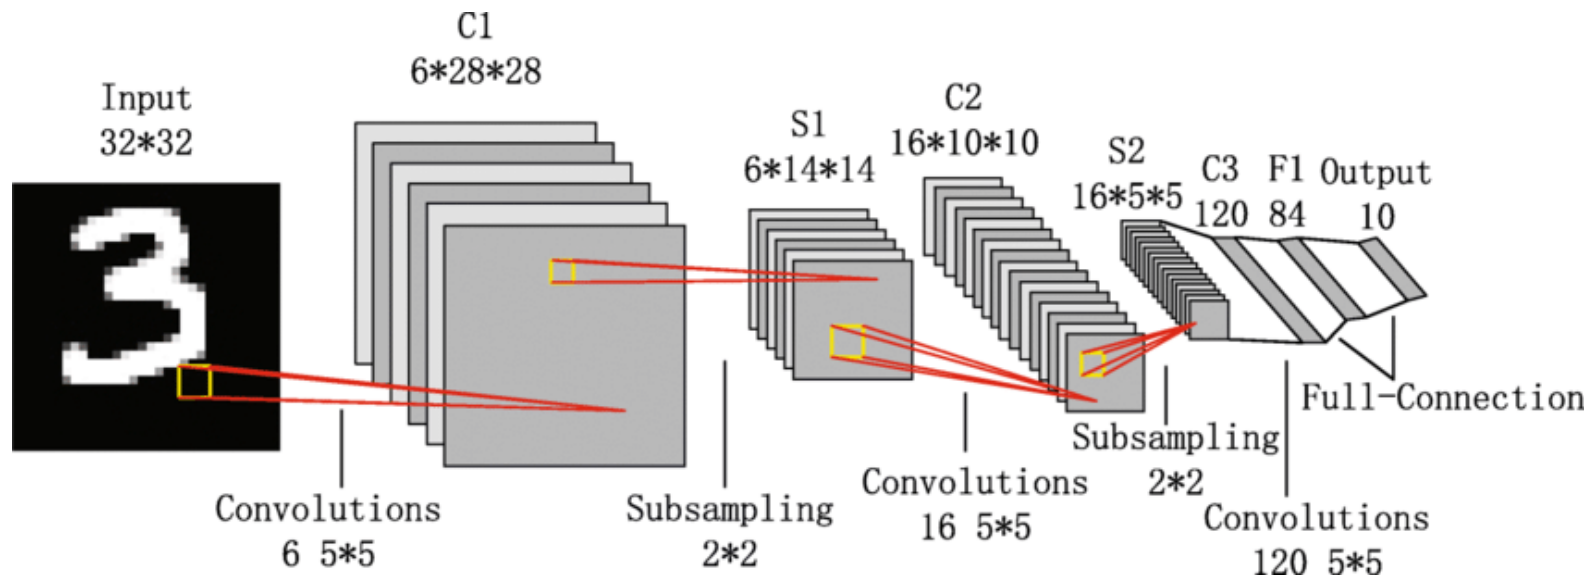 Input
32*32
C1
6*28*28
S1
6*14*14
C2
16*10*10
S2
16*5*5
C3
120
F1
84
Output
10
Convolutions
6 5*5
Subsampling
2*2
Convolutions
16 5*5
Subsampling
2*2
Convolutions
120 5*5
Full-Connection
3